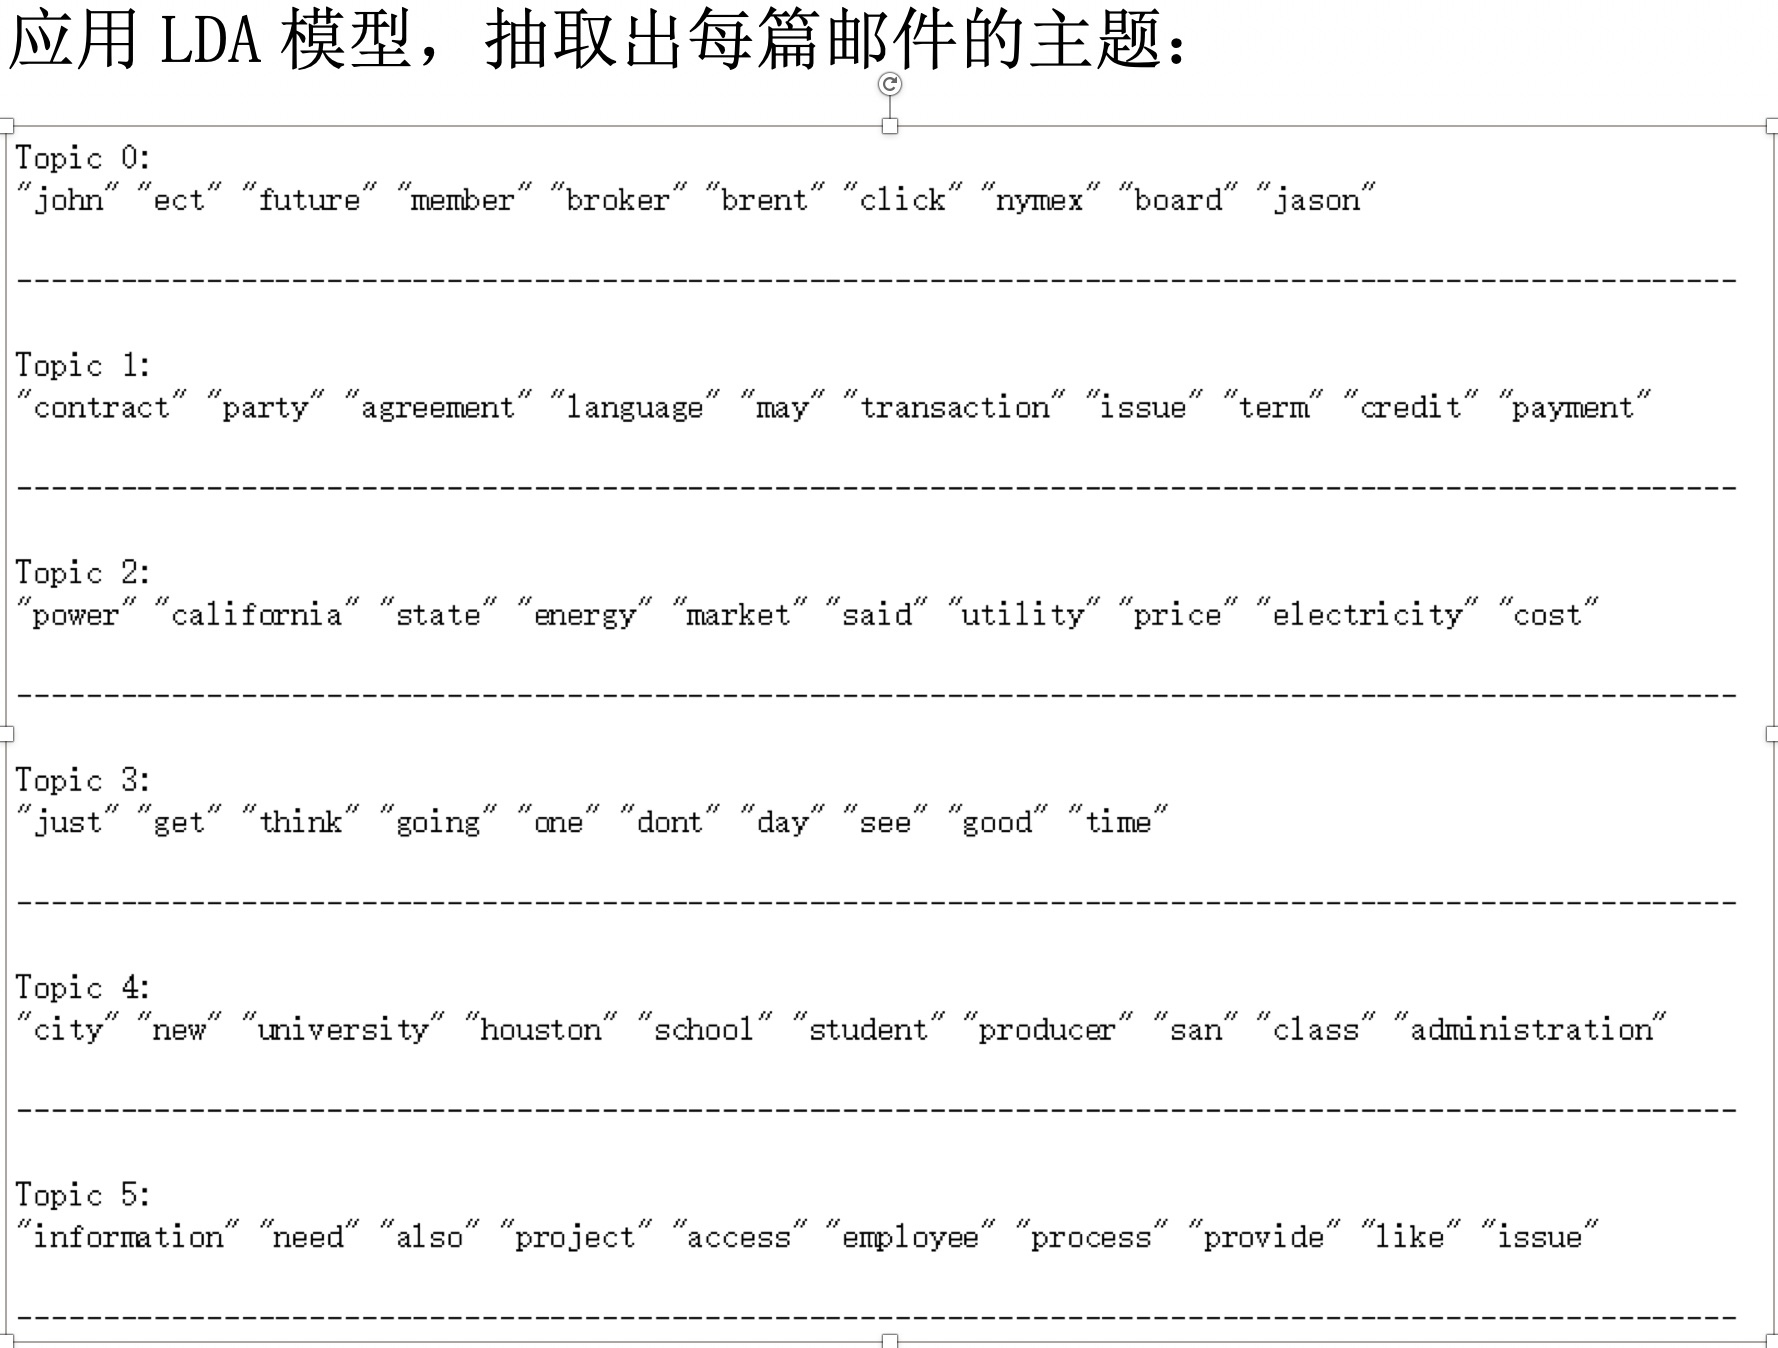 应用 LDA 模型，抽取出每篇邮件的主题：
Topic 0:
"john" "ect" "future" "member" "broker" "brent" "click" "nymex" "board" "jason"
--------------------------------------------------------------------------------------------------
Topic 1:
"contract" "party" "agreement" "language" "may" "transaction" "issue" "term" "credit" "payment"
--------------------------------------------------------------------------------------------------
Topic 2:
"power" "california" "state" "energy" "market" "said" "utility" "price" "electricity" "cost"
--------------------------------------------------------------------------------------------------
Topic 3:
"just" "get" "think" "going" "one" "dont" "day" "see" "good" "time"
--------------------------------------------------------------------------------------------------
Topic 4:
"city" "new" "university" "houston" "school" "student" "producer" "san" "class" "administration"
--------------------------------------------------------------------------------------------------
Topic 5:
"information" "need" "also" "project" "access" "employee" "process" "provide" "like" "issue"
--------------------------------------------------------------------------------------------------